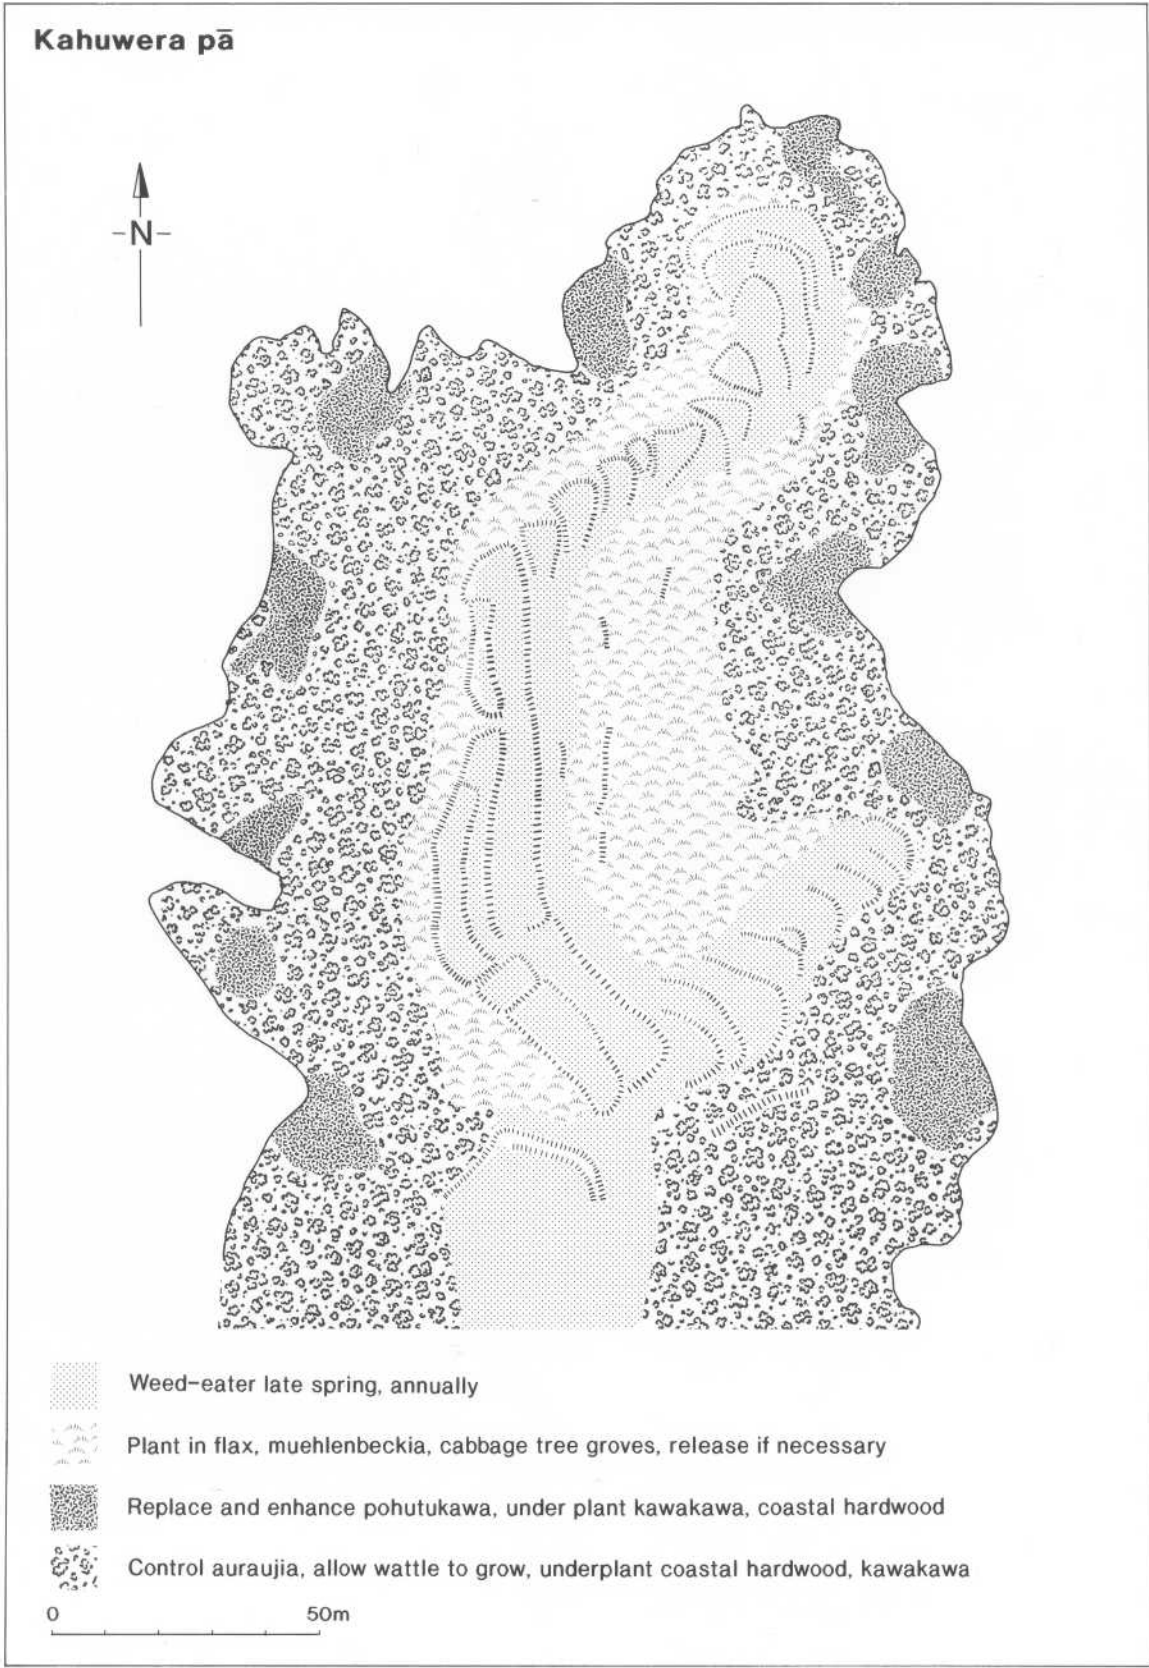 Kahuwera pā
-N-
Weed-eater late spring, annually
Plant in flax, muehlenbeckia, cabbage tree groves, release if necessary
Replace and enhance pohutukawa, under plant kawakawa, coastal hardwood
Control auraujia, allow wattle to grow, underplant coastal hardwood, kawakawa
0 50m